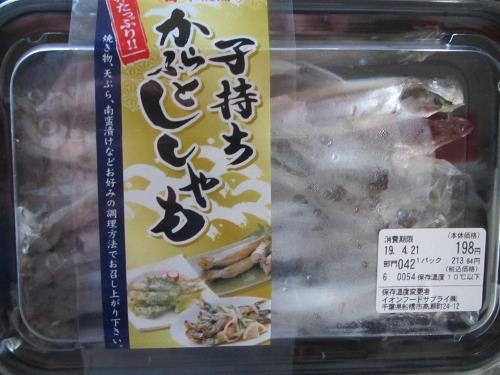 たっぷり!!
子持ち
からふとししゃも
焼き物、天ぷら、南蛮漬けなどお好みの調理方法でお召し上がり下さい。
消費期限
(本体価格)
19. 4.21
198円
部門042 1パック
213.84円
(税込価格)
6 0054 保存温度10℃以下
保存温度変更者
イオンフードサプライ㈱
千葉県船橋市高瀬町24-12